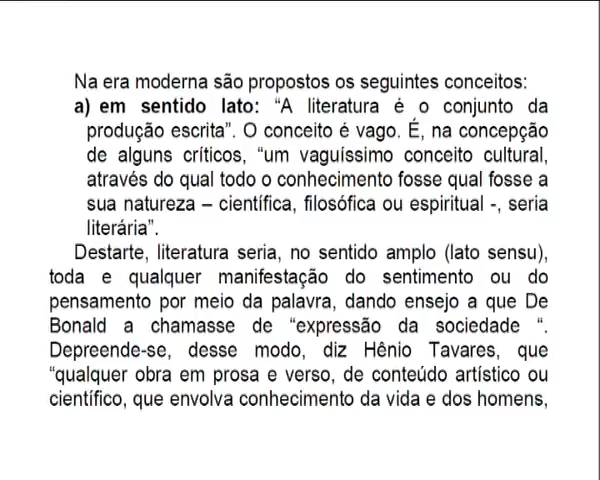 Na era moderna são propostos os seguintes conceitos:
a) em sentido lato: “A literatura é o conjunto da
produção escrita”. O conceito é vago. É, na concepção
de alguns críticos, “um vaguíssimo conceito cultural,
através do qual todo o conhecimento fosse qual fosse a
sua natureza – científica, filosófica ou espiritual -, seria
literária”.
Destarte, literatura seria, no sentido amplo (lato sensu),
toda e qualquer manifestação do sentimento ou do
pensamento por meio da palavra, dando ensejo a que De
Bonald a chamasse de “expressão da sociedade “.
Depreende-se, desse modo, diz Hênio Tavares, que
“qualquer obra em prosa e verso, de conteúdo artístico ou
científico, que envolva conhecimento da vida e dos homens,